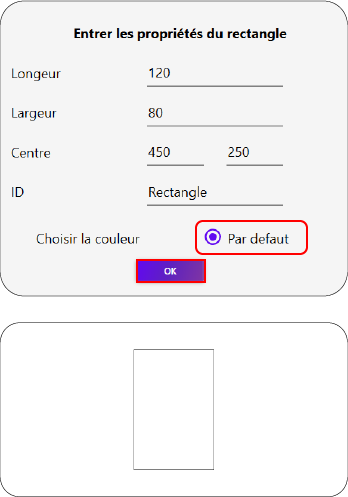 Entrer les propriétés du rectangle
Longeur 120
Largeur 80
Centre 450 250
ID Rectangle
Choisir la couleur Par defaut
OK